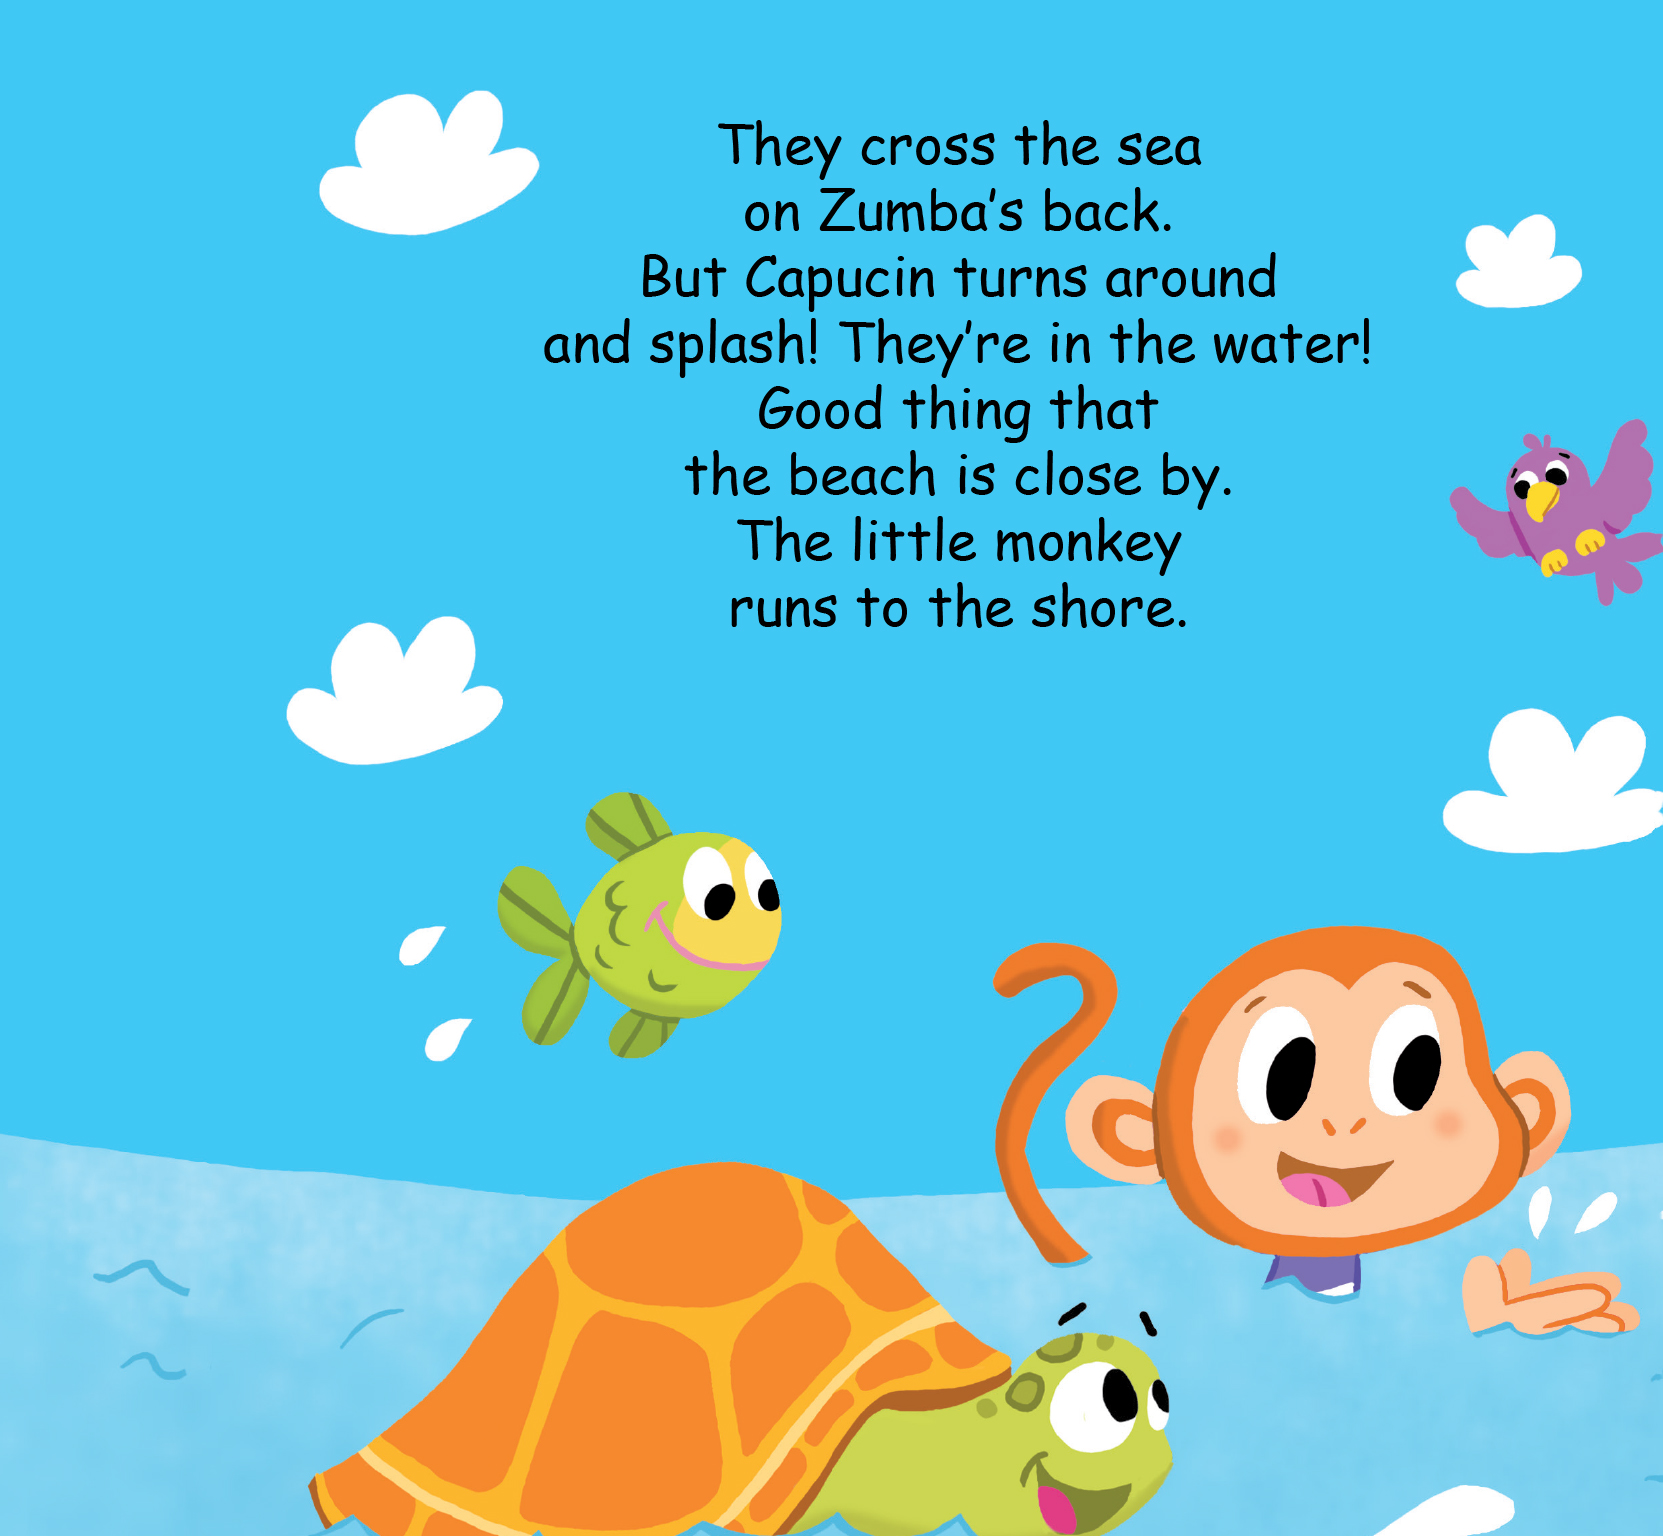 They cross the sea
on Zumba’s back.
But Capucin turns around
and splash! They’re in the water!
Good thing that
the beach is close by.
The little monkey
runs to the shore.